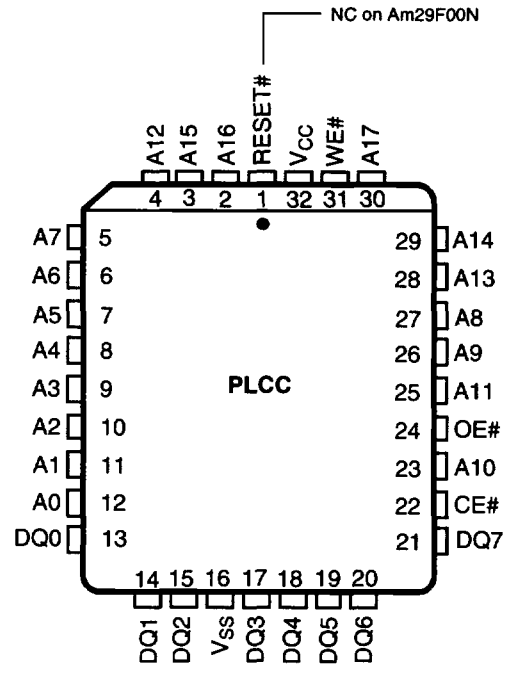 NC on Am29F00N
A12 A15 A16 RESET# VCC WE# A17
4 3 2 1 32 31 30
A7 5 29 A14
A6 6 28 A13
A5 7 27 A8
A4 8 26 A9
A3 9 PLCC 25 A11
A2 10 24 OE#
A1 11 23 A10
A0 12 22 CE#
DQ0 13 21 DQ7
14 15 16 17 18 19 20
DQ1 DQ2 VSS DQ3 DQ4 DQ5 DQ6